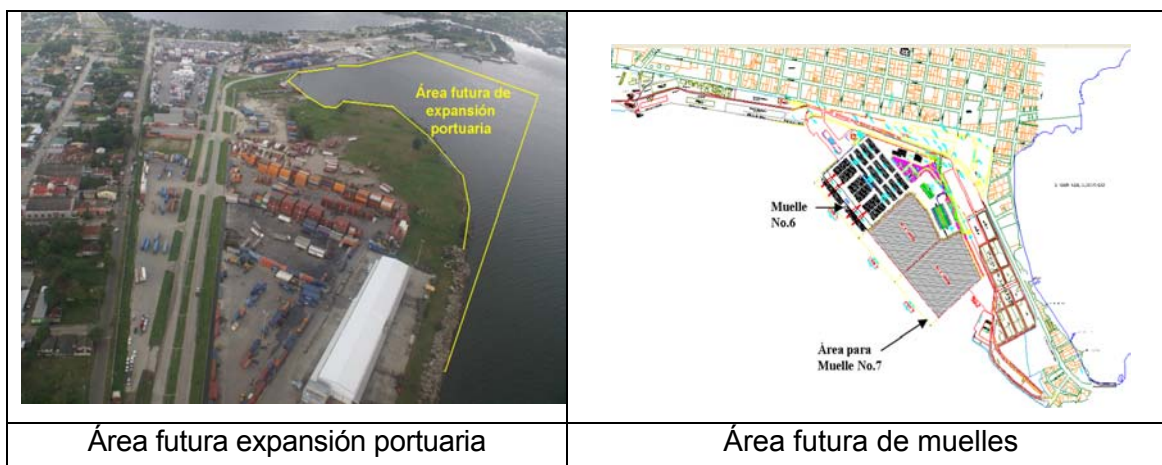 Área futura de
expansión
portuaria
Muelle
No.6
Àrea para
Muelle No.7
Área futura expansión portuaria
Área futura de muelles